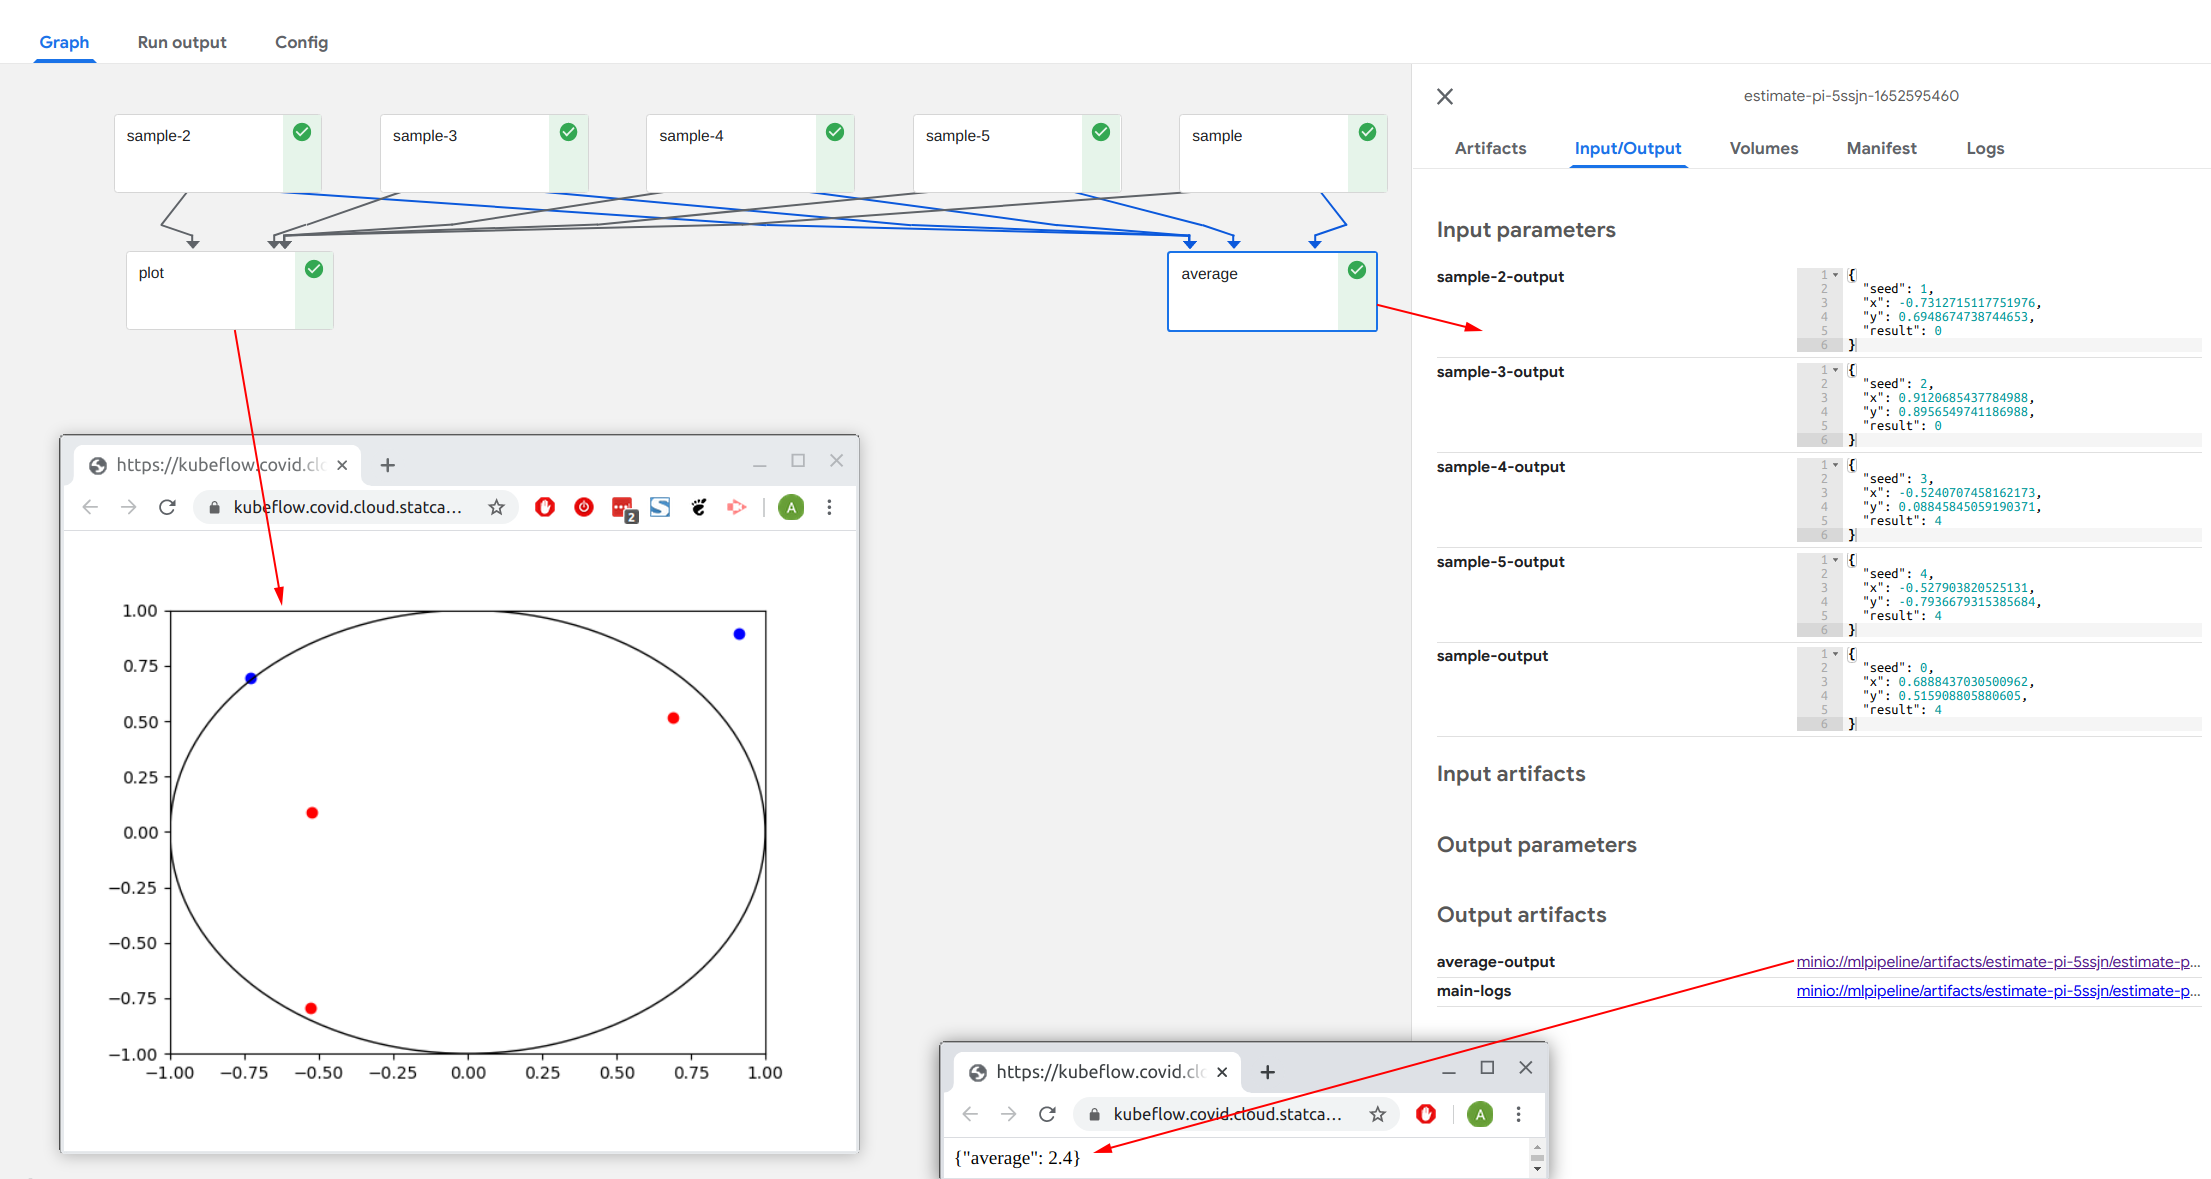 Graph Run output Config
sample-2 sample-3 sample-4 sample-5 sample
plot average
https://kubeflow.covid.clo
kubeflow.covid.cloud.statca...
2
A
1.00
0.75
0.50
0.25
0.00
−0.25
−0.50
−0.75
−1.00
−1.00 −0.75 −0.50 −0.25 0.00 0.25 0.50 0.75 1.00
estimate-pi-5ssjn-1652595460
Artifacts Input/Output Volumes Manifest Logs
Input parameters
sample-2-output
1 {
2 "seed": 1,
3 "x": -0.7312715117751976,
4 "y": 0.6948674738744653,
5 "result": 0
6 }
sample-3-output
1 {
2 "seed": 2,
3 "x": 0.9120685437784988,
4 "y": 0.8956549741186988,
5 "result": 0
6 }
sample-4-output
1 {
2 "seed": 3,
3 "x": -0.5240707458162173,
4 "y": 0.08845845059190371,
5 "result": 4
6 }
sample-5-output
1 {
2 "seed": 4,
3 "x": -0.527903820525131,
4 "y": -0.7936679315385684,
5 "result": 4
6 }
sample-output
1 {
2 "seed": 0,
3 "x": 0.6888437030500962,
4 "y": 0.515908805880605,
5 "result": 4
6 }
Input artifacts
Output parameters
Output artifacts
average-output minio://mlpipeline/artifacts/estimate-pi-5ssjn/estimate-p...
main-logs minio://mlpipeline/artifacts/estimate-pi-5ssjn/estimate-p...
https://kubeflow.covid.clo
kubeflow.covid.cloud.statca...
A
{"average": 2.4}